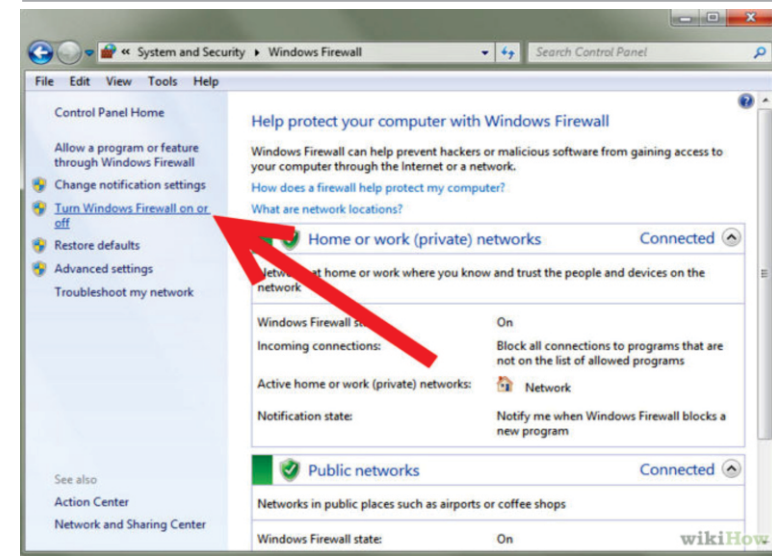 « System and Security ▸ Windows Firewall
Search Control Panel
File Edit View Tools Help
Control Panel Home
Allow a program or feature
through Windows Firewall
Change notification settings
Turn Windows Firewall on or
off
Restore defaults
Advanced settings
Troubleshoot my network
See also
Action Center
Network and Sharing Center
Help protect your computer with Windows Firewall
Windows Firewall can help prevent hackers or malicious software from gaining access to
your computer through the Internet or a network.
How does a firewall help protect my computer?
What are network locations?
Home or work (private) networks Connected
at home or work where you know and trust the people and devices on the
network
Windows Firewall On
Incoming connections: Block all connections to programs that are
not on the list of allowed programs
Active home or work (private) networks: Network
Notification state: Notify me when Windows Firewall blocks a
new program
Public networks Connected
Networks in public places such as airports or coffee shops
Windows Firewall state: On
wikiHow